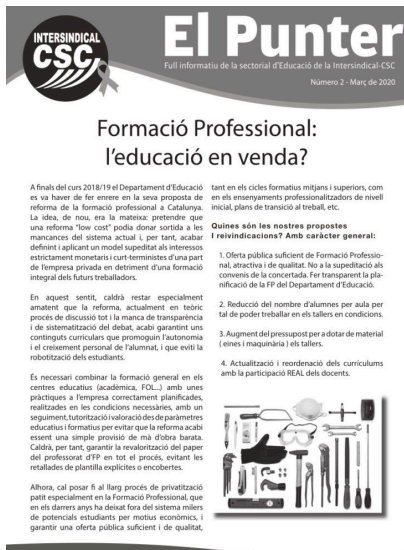 INTERSINDICAL
CSC
El Punter
Full informatiu de la sectorial d'Educació de la Intersindical-CSC
Número 2 - Març de 2020
Formació Professional:
l'educació en venda?
A finals del curs 2018/19 el Departament d'Educació
es va haver de fer enrere en la seva proposta de
reforma de la formació professional a Catalunya.
La idea, de nou, era la mateixa: pretendre que
una reforma "low cost" podia donar sortida a les
mancances del sistema actual i, per tant, acabar
definint i aplicant un model supeditat als interessos
estrictament monetaris i curt-terministes d'una part
de l'empresa privada en detriment d'una formació
integral dels futurs treballadors.
En aquest sentit, caldrà restar especialment
amatent que la reforma, actualment en teòric
procés de discussió tot i la manca de transparència
i de sistematització del debat, acabi garantint uns
continguts curriculars que promoguin l'autonomia
i el creixement personal de l'alumnat, i que eviti la
robotització dels estudiants.
És necessari combinar la formació general en els
centres educatius (acadèmica, FOL...) amb unes
pràctiques a l'empresa correctament planificades,
realitzades en les condicions necessàries, amb un
seguiment, tutorització i valoració des de paràmetres
educatius i formatius per evitar que la reforma acabi
essent una simple provisió de mà d'obra barata.
Caldrà, per tant, garantir la revalorització del paper
del professorat d'FP en tot el procés, evitant les
retallades de plantilla explícites o encobertes.
Alhora, cal posar fi al llarg procés de privatització
patit especialment en la Formació Professional, que
en els darrers anys ha deixat fora del sistema milers
de potencials estudiants per motius econòmics, i
garantir una oferta pública suficient i de qualitat,
tant en els cicles formatius mitjans i superiors, com
en els ensenyaments professionalitzadors de nivell
inicial, plans de transició al treball, etc.
Quines són les nostres propostes
I reivindicacions? Amb caràcter general:
1. Oferta pública suficient de Formació Professio-
nal, atractiva i de qualitat. No a la supeditació als
convenis de la concertada. Fer transparent la pla-
nificació de la FP del Departament d'Educació.
2. Reducció del nombre d'alumnes per aula per
tal de poder treballar en els tallers en condicions.
3. Augment del pressupost per a dotar de material
( eines i maquinària ) els tallers.
4. Actualització i reordenació dels curriculums
amb la participació REAL dels docents.